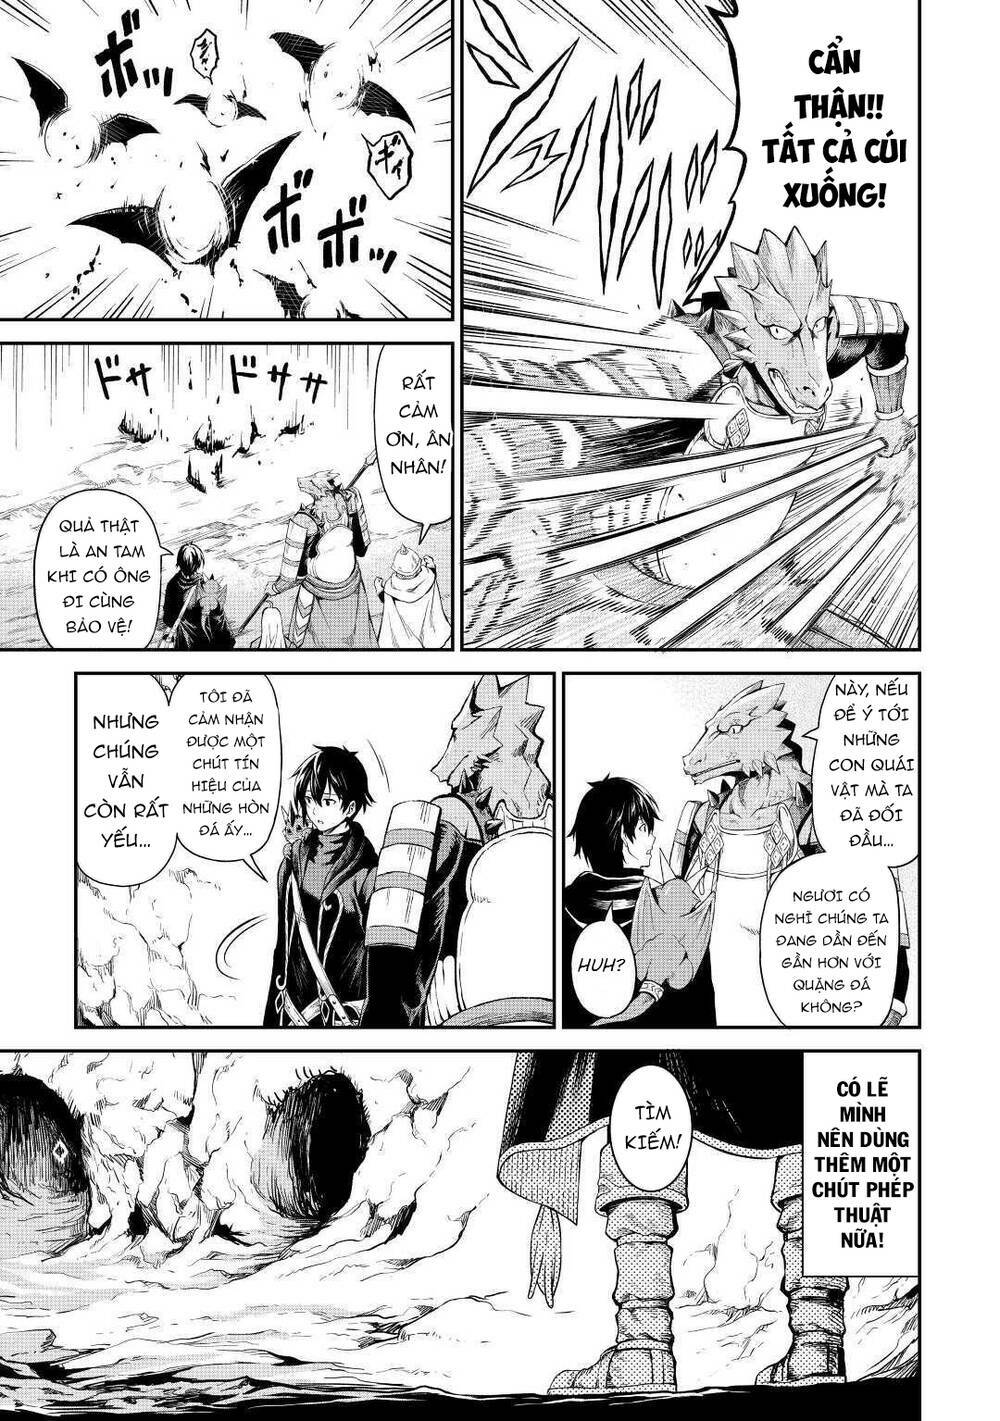 CẨN
THẬN!!
TẤT CẢ CÚI
XUỐNG!
ボッ
ギィ
ギィ
ボッ
ボッ
RẤT
CẢM
ƠN, ÂN
NHÂN!
ドササ
ドサ
QUẢ THẬT
LÀ AN TAM
KHI CÓ ÔNG
ĐI CÙNG
BẢO VỆ!
NÀY, NẾU
ĐỂ Ý TỚI
NHỮNG
CON QUÁI
VẬT MÀ TA
ĐÃ ĐỐI
ĐẦU...
NGƯƠI CÓ
NGHĨ CHÚNG TA
ĐANG DẦN ĐẾN
GẦN HƠN VỚI
QUẶNG ĐÁ
KHÔNG?
HUH?
TÔI ĐÃ
CẢM NHẬN
ĐƯỢC MỘT
CHÚT TÍN
HIỆU CỦA
NHỮNG HÒN
ĐÁ ẤY...
NHƯNG
CHÚNG
VẪN
CÒN RẤT
YẾU...
CÓ LẼ
MÌNH
NÊN DÙNG
THÊM MỘT
CHÚT PHÉP
THUẬT
NỮA!
TÌM
KIẾM!